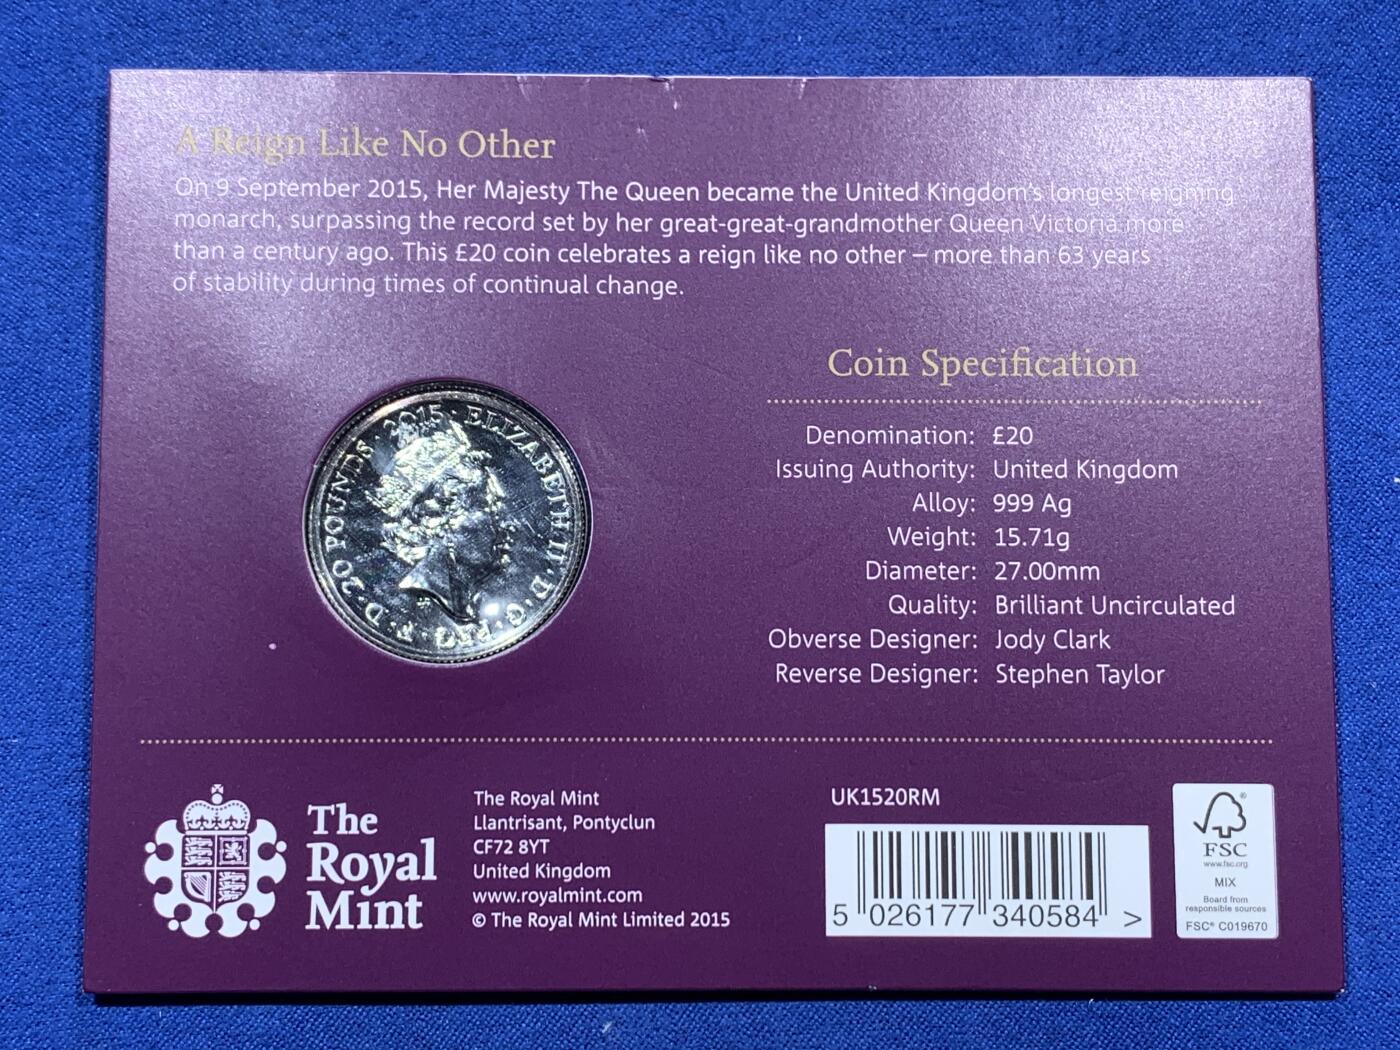 A Reign Like No Other
On 9 September 2015, Her Majesty The Queen became the United Kingdom's longest reigning
monarch, surpassing the record set by her great-great-grandmother Queen Victoria more
than a century ago. This £20 coin celebrates a reign like no other – more than 63 years
of stability during times of continual change.
Coin Specification
Denomination: £20
Issuing Authority: United Kingdom
Alloy: 999 Ag
Weight: 15.71g
Diameter: 27.00mm
Quality: Brilliant Uncirculated
Obverse Designer: Jody Clark
Reverse Designer: Stephen Taylor
2015 · ELIZABETH II · D · G · REG · F · D · 20 POUNDS ·
The
Royal
Mint
The Royal Mint
Llantrisant, Pontyclun
CF72 8YT
United Kingdom
www.royalmint.com
© The Royal Mint Limited 2015
UK1520RM
5 026177 340584 >
FSC
www.fsc.org
MIX
Board from
responsible sources
FSC® C019670